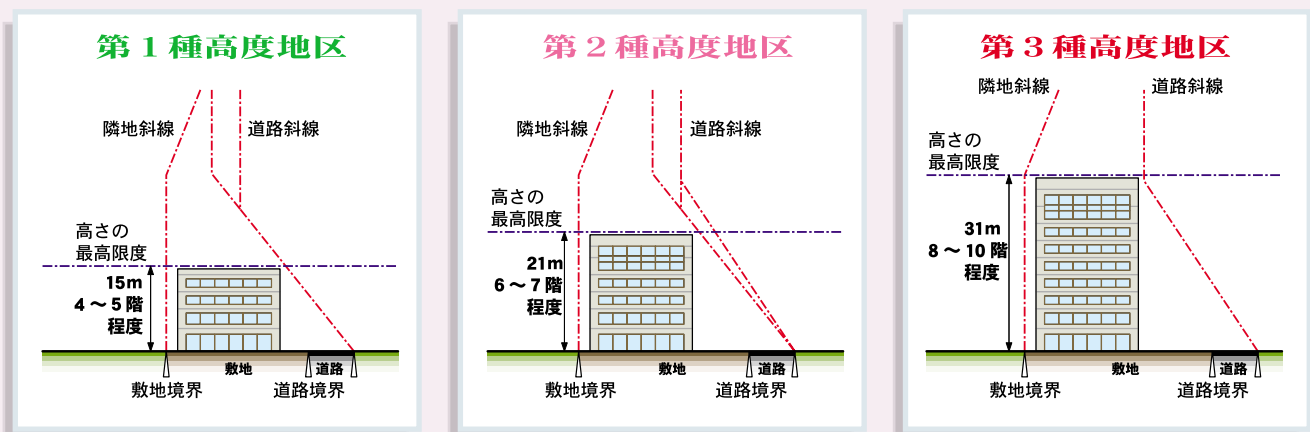 第1種高度地区
隣地斜線
道路斜線
高さの
最高限度
15m
4〜5階
程度
敷地
道路
敷地境界
道路境界
第2種高度地区
隣地斜線
道路斜線
高さの
最高限度
21m
6〜7階
程度
敷地
道路
敷地境界
道路境界
第3種高度地区
隣地斜線
道路斜線
高さの
最高限度
31m
8〜10階
程度
敷地
道路
敷地境界
道路境界